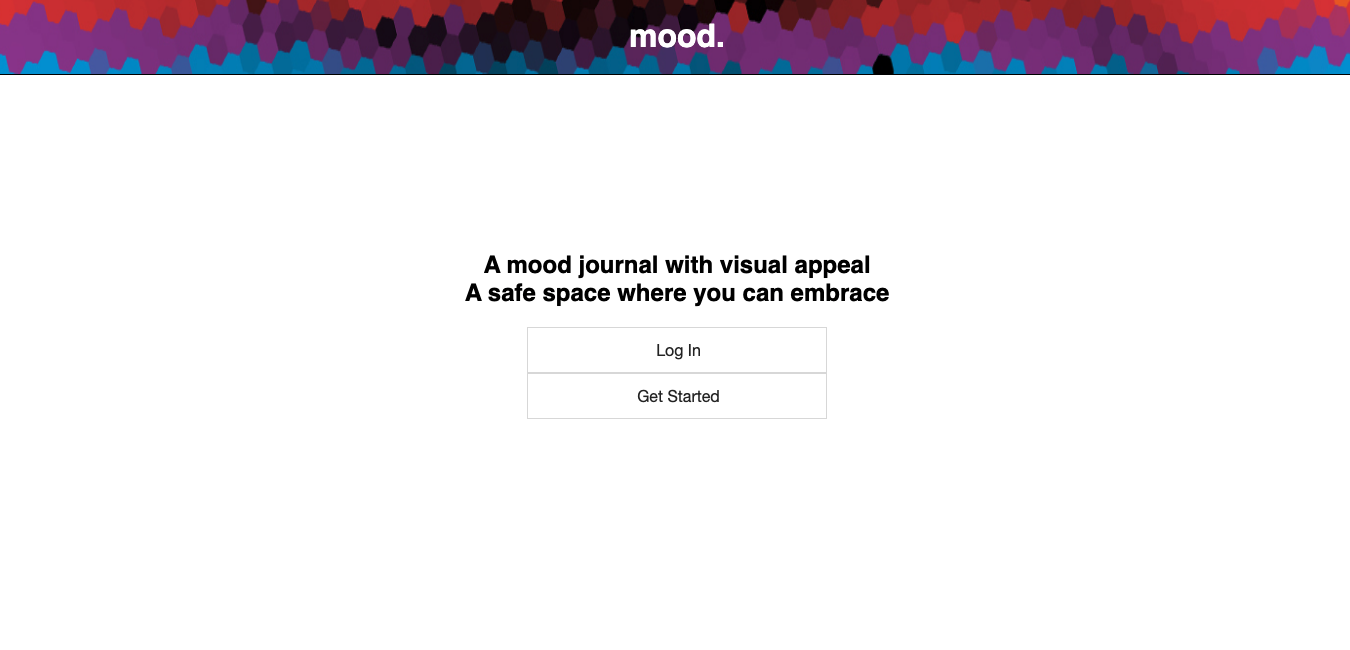 mood.
A mood journal with visual appeal
A safe space where you can embrace
Log In
Get Started